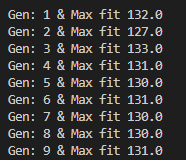 Gen: 1 & Max fit 132.0
Gen: 2 & Max fit 127.0
Gen: 3 & Max fit 133.0
Gen: 4 & Max fit 131.0
Gen: 5 & Max fit 130.0
Gen: 6 & Max fit 131.0
Gen: 7 & Max fit 130.0
Gen: 8 & Max fit 130.0
Gen: 9 & Max fit 131.0